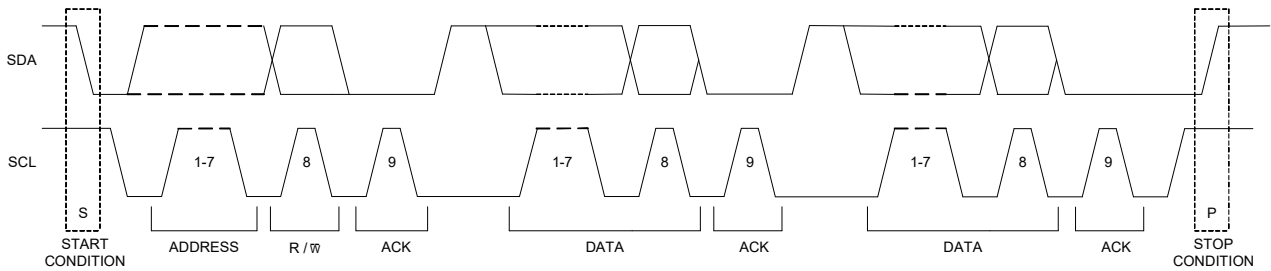 SDA
SCL
1-7
8
9
1-7
8
9
1-7
8
9
S
P
START
CONDITION
ADDRESS
R / W̅
ACK
DATA
ACK
DATA
ACK
STOP
CONDITION